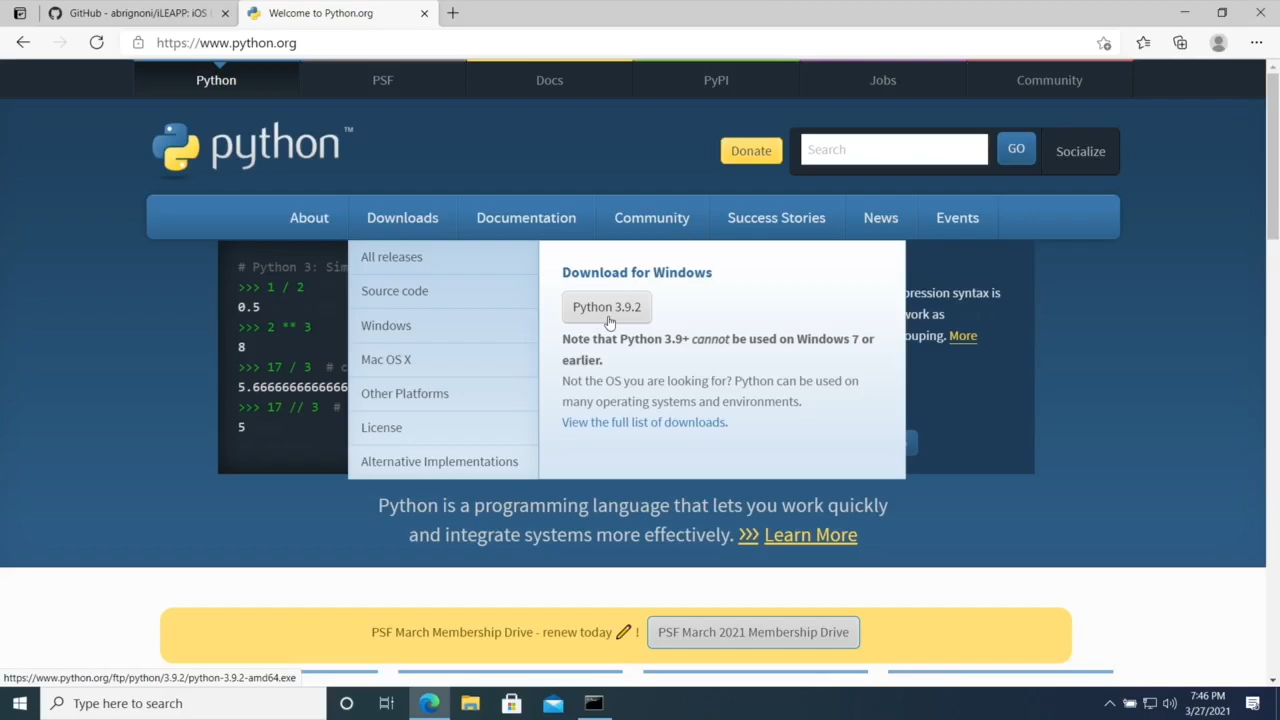 GitHub - abrignoni/iLEAPP: iOS L
Welcome to Python.org
https://www.python.org
Python
PSF
Docs
PyPI
Jobs
Community
python™
Donate
Search
GO
Socialize
About
Downloads
Documentation
Community
Success Stories
News
Events
# Python 3: Sim
>>> 1 / 2
0.5
>>> 2 ** 3
8
>>> 17 / 3 # c
5.6666666666666
>>> 17 // 3 #
5
All releases
Source code
Windows
Mac OS X
Other Platforms
License
Alternative Implementations
Download for Windows
Python 3.9.2
Note that Python 3.9+ cannot be used on Windows 7 or
earlier.
Not the OS you are looking for? Python can be used on
many operating systems and environments.
View the full list of downloads.
pression syntax is
work as
ouping. More
Python is a programming language that lets you work quickly
and integrate systems more effectively. >>> Learn More
PSF March Membership Drive - renew today !
PSF March 2021 Membership Drive
https://www.python.org/ftp/python/3.9.2/python-3.9.2-amd64.exe
Type here to search
7:46 PM
3/27/2021